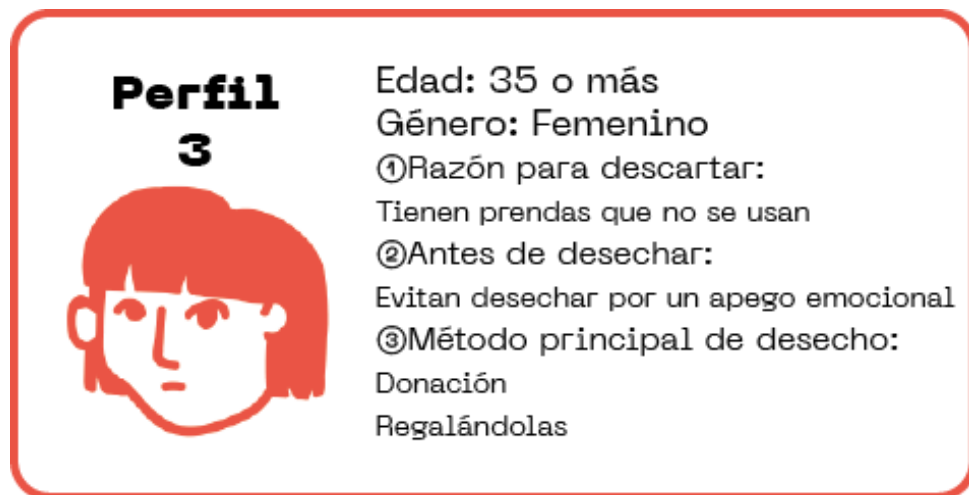 Perfil
3
Edad: 35 o más
Género: Femenino
①Razón para descartar:
Tienen prendas que no se usan
②Antes de desechar:
Evitan desechar por un apego emocional
③Método principal de desecho:
Donación
Regalándolas